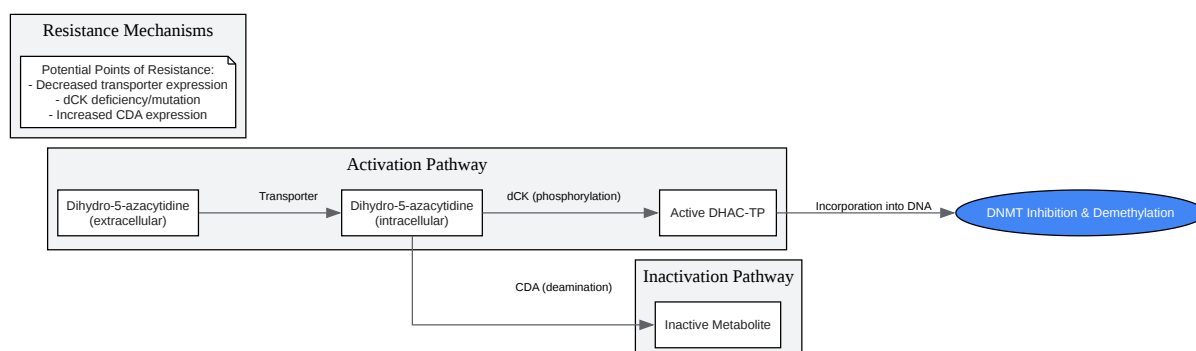 Resistance Mechanisms
Potential Points of Resistance:
- Decreased transporter expression
- dCK deficiency/mutation
- Increased CDA expression
Activation Pathway
Dihydro-5-azacytidine
(extracellular)
Transporter
Dihydro-5-azacytidine
(intracellular)
dCK (phosphorylation)
Active DHAC-TP
Incorporation into DNA
DNMT Inhibition & Demethylation
CDA (deamination)
Inactivation Pathway
Inactive Metabolite